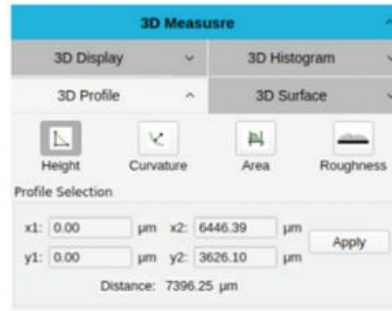 3D Measusre
3D Display 3D Histogram
3D Profile 3D Surface
Height Curvature Area Roughness
Profile Selection
x1: 0.00 μm x2: 6446.39 μm
Apply
y1: 0.00 μm y2: 3626.10 μm
Distance: 7396.25 μm